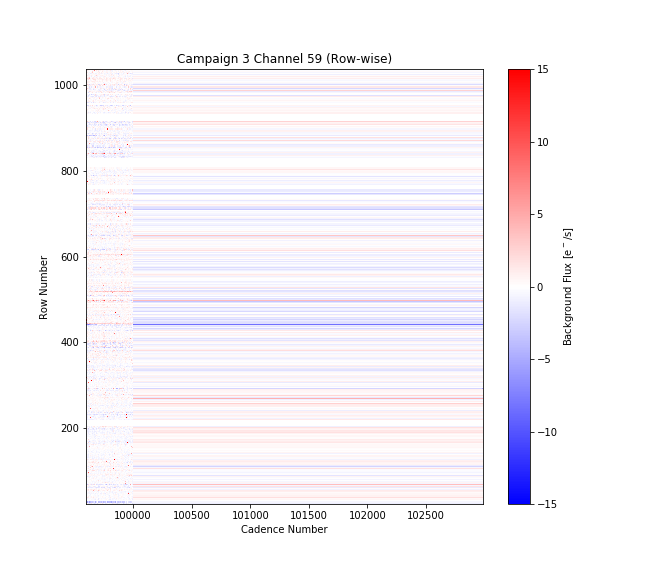 Campaign 3 Channel 59 (Row-wise)
1000
800
600
400
200
Row Number
100000 100500 101000 101500 102000 102500
Cadence Number
15
10
5
0
−5
−10
−15
Background Flux [e⁻/s]